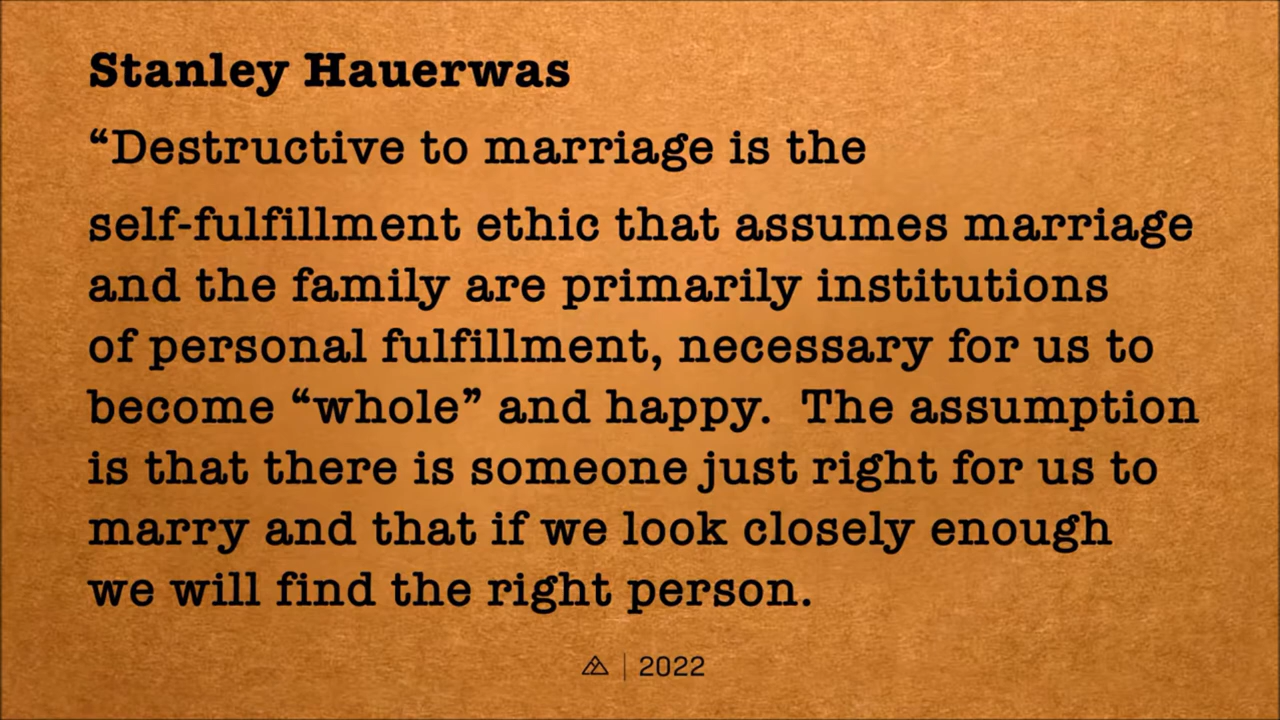 Stanley Hauerwas
“Destructive to marriage is the
self-fulfillment ethic that assumes marriage
and the family are primarily institutions
of personal fulfillment, necessary for us to
become “whole” and happy.  The assumption
is that there is someone just right for us to
marry and that if we look closely enough
we will find the right person.
| 2022